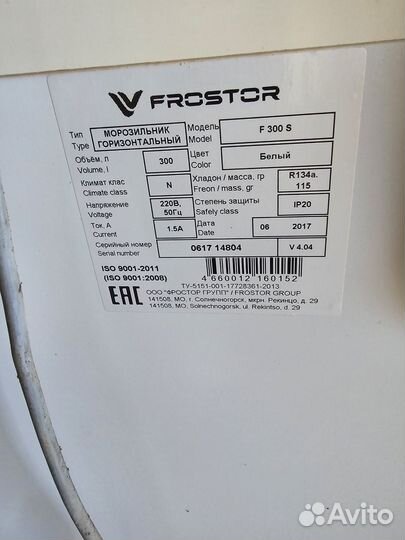 FROSTOR
Тип МОРОЗИЛЬНИК Модель F 300 S
Type ГОРИЗОНТАЛЬНЫЙ Model
Объём, л 300 Цвет Белый
Volume, l Color
Климат клас N Хладон / масса, гр R134a.
Climate class Freon / mass, gr 115
Напряжение 220В, Степень защиты IP20
Voltage 50Гц Safely class
Ток, А 1.5A Дата 06 2017
Current Date
Серийный номер 0617 14804 V 4.04
Serial number
ISO 9001-2011
(ISO 9001:2008) 4 660012 160152
ТУ-5151-001-17728361-2013
EAC ООО "ФРОСТОР ГРУПП" / FROSTOR GROUP
141508, МО, г. Солнечногорск, мкрн. Рекинцо, д. 29
141508, MO, Solnechnogorsk, ul. Rekintso, d. 29
Avito